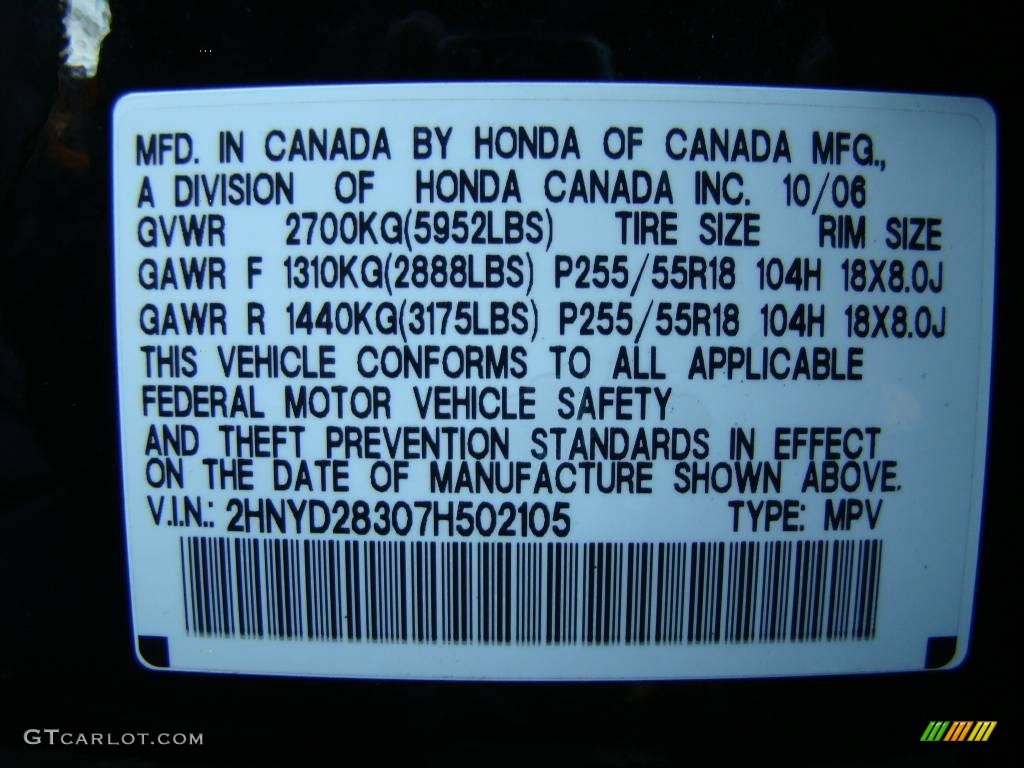 MFD. IN CANADA BY HONDA OF CANADA MFG.,
A DIVISION OF HONDA CANADA INC. 10/06
GVWR 2700KG(5952LBS) TIRE SIZE RIM SIZE
GAWR F 1310KG(2888LBS) P255/55R18 104H 18X8.0J
GAWR R 1440KG(3175LBS) P255/55R18 104H 18X8.0J
THIS VEHICLE CONFORMS TO ALL APPLICABLE
FEDERAL MOTOR VEHICLE SAFETY
AND THEFT PREVENTION STANDARDS IN EFFECT
ON THE DATE OF MANUFACTURE SHOWN ABOVE.
V.I.N.: 2HNYD28307H502105 TYPE: MPV
GTCARLOT.COM